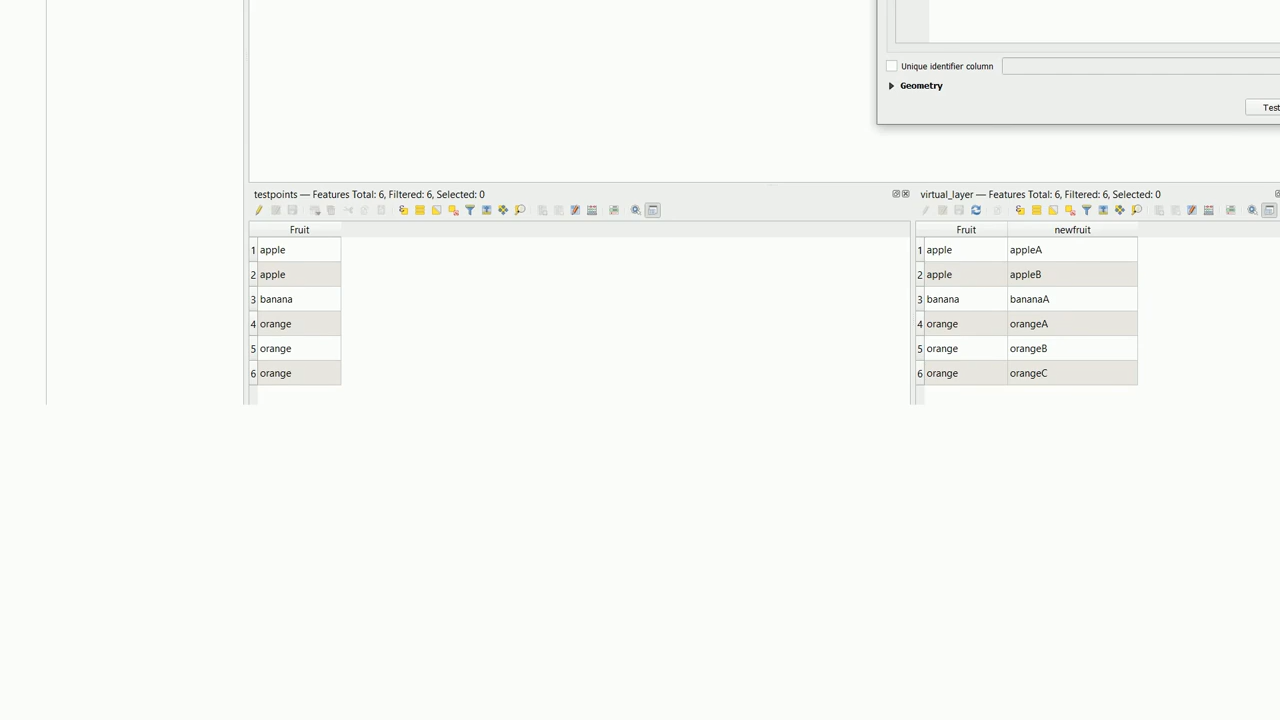 Unique identifier column
Geometry
Test
testpoints — Features Total: 6, Filtered: 6, Selected: 0
Fruit
1 apple
2 apple
3 banana
4 orange
5 orange
6 orange
virtual_layer — Features Total: 6, Filtered: 6, Selected: 0
Fruit newfruit
1 apple appleA
2 apple appleB
3 banana bananaA
4 orange orangeA
5 orange orangeB
6 orange orangeC